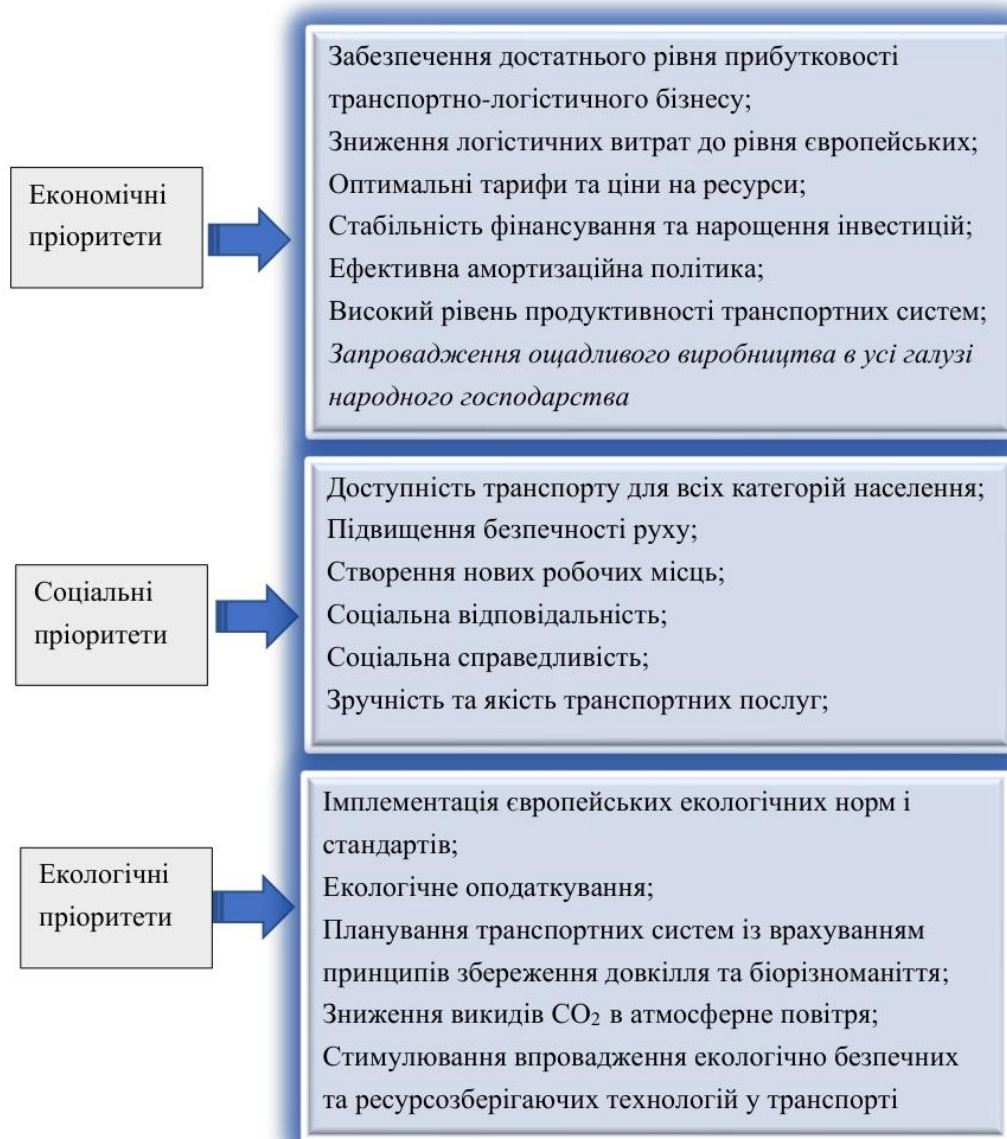 Економічні
пріоритети
Забезпечення достатнього рівня прибутковості
транспортно-логістичного бізнесу;
Зниження логістичних витрат до рівня європейських;
Оптимальні тарифи та ціни на ресурси;
Стабільність фінансування та нарощення інвестицій;
Ефективна амортизаційна політика;
Високий рівень продуктивності транспортних систем;
Запровадження ощадливого виробництва в усі галузі
народного господарства
Соціальні
пріоритети
Доступність транспорту для всіх категорій населення;
Підвищення безпечності руху;
Створення нових робочих місць;
Соціальна відповідальність;
Соціальна справедливість;
Зручність та якість транспортних послуг;
Екологічні
пріоритети
Імплементація європейських екологічних норм і
стандартів;
Екологічне оподаткування;
Планування транспортних систем із врахуванням
принципів збереження довкілля та біорізноманіття;
Зниження викидів CO₂ в атмосферне повітря;
Стимулювання впровадження екологічно безпечних
та ресурсозберігаючих технологій у транспорті